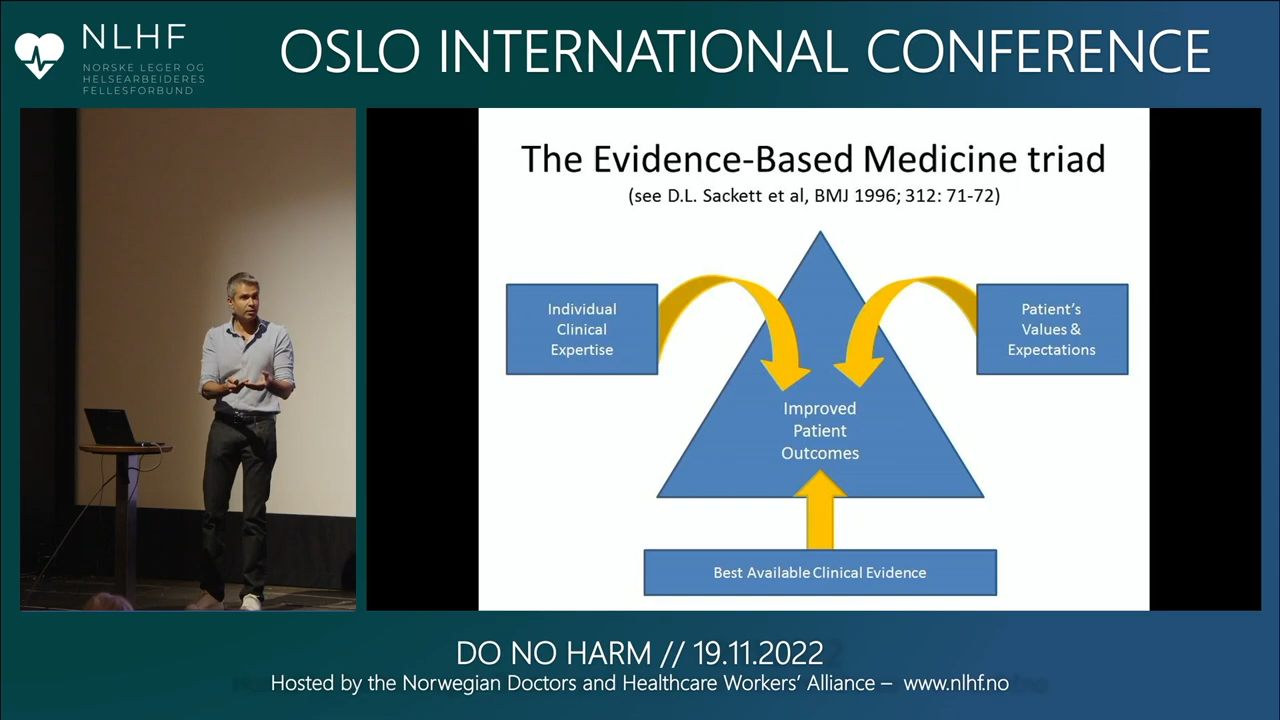 NLHF
NORSKE LEGER OG
HELSEARBEIDERES
FELLESFORBUND
OSLO INTERNATIONAL CONFERENCE
The Evidence-Based Medicine triad
(see D.L. Sackett et al, BMJ 1996; 312: 71-72)
Individual
Clinical
Expertise
Patient's
Values &
Expectations
Improved
Patient
Outcomes
Best Available Clinical Evidence
DO NO HARM // 19.11.2022
Hosted by the Norwegian Doctors and Healthcare Workers' Alliance – www.nlhf.no